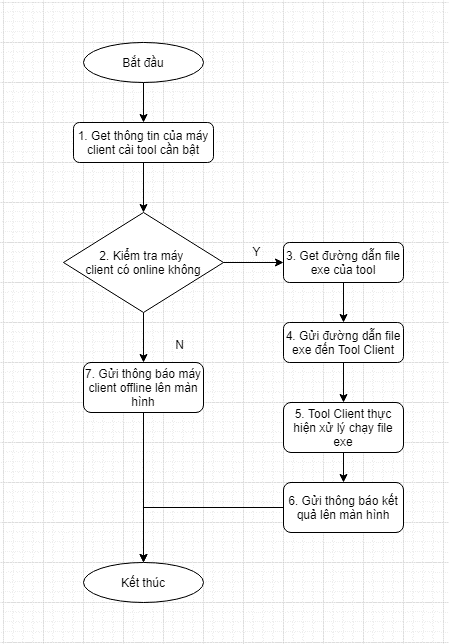 Bắt đầu
1. Get thông tin của máy
client cài tool cần bật
2. Kiểm tra máy
client có online không
Y
3. Get đường dẫn file
exe của tool
4. Gửi đường dẫn file
exe đến Tool Client
5. Tool Client thực
hiện xử lý chạy file
exe
6. Gửi thông báo kết
quả lên màn hình
N
7. Gửi thông báo máy
client offline lên màn
hình
Kết thúc